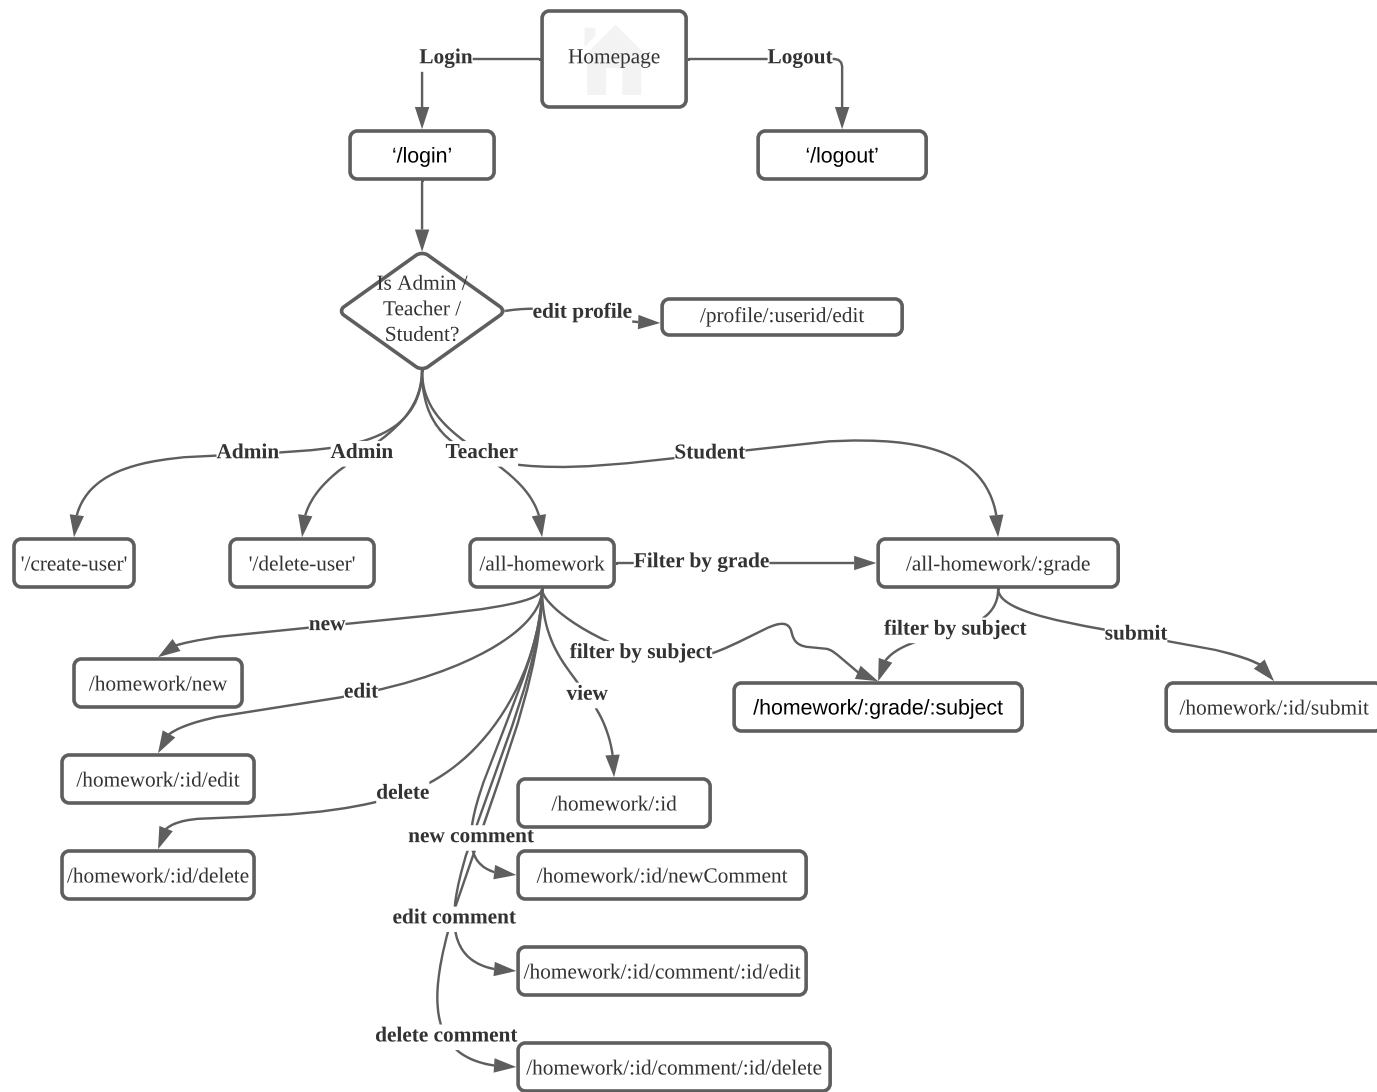 Homepage
Login
Logout
‘/login’
‘/logout’
Is Admin /
Teacher /
Student?
edit profile
/profile/:userid/edit
Admin
Admin
Teacher
Student
'/create-user'
'/delete-user'
/all-homework
Filter by grade
/all-homework/:grade
new
filter by subject
filter by subject
submit
/homework/new
edit
view
/homework/:grade/:subject
/homework/:id/submit
/homework/:id/edit
delete
/homework/:id
new comment
/homework/:id/delete
/homework/:id/newComment
edit comment
/homework/:id/comment/:id/edit
delete comment
/homework/:id/comment/:id/delete